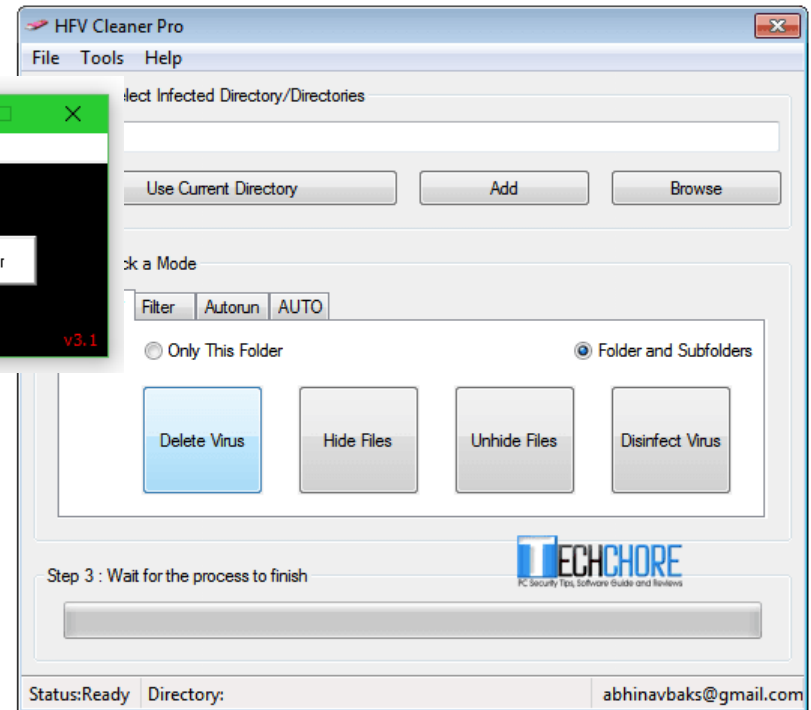 HFV Cleaner Pro
File Tools Help
Select Infected Directory/Directories
Use Current Directory Add Browse
a Mode
Filter Autorun AUTO
v3.1
Only This Folder Folder and Subfolders
Delete Virus Hide Files Unhide Files Disinfect Virus
TECHCHORE
PC Security Tips, Software Guide and Reviews
Step 3 : Wait for the process to finish
Status:Ready Directory: abhinavbaks@gmail.com